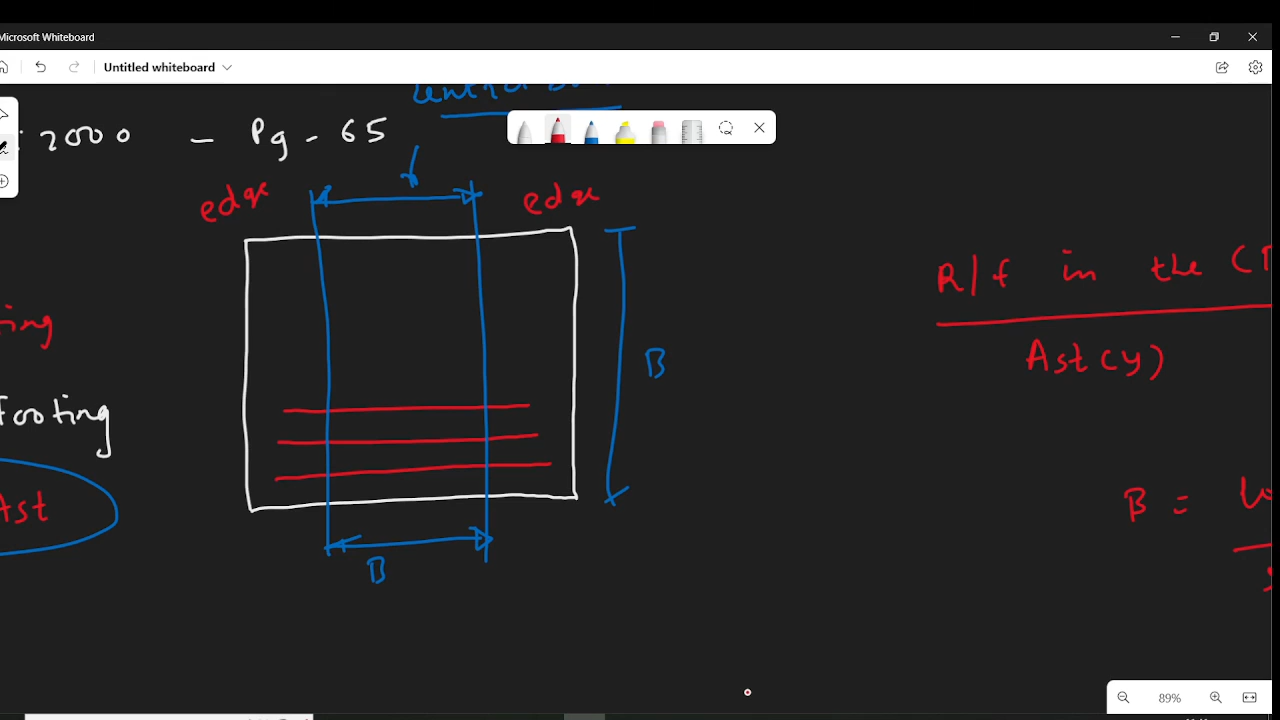 Microsoft Whiteboard
Untitled whiteboard
: 2000 - Pg - 65
edge
edge
R/f in the
Ast(y)
B
footing
Ast
B =
B
89%